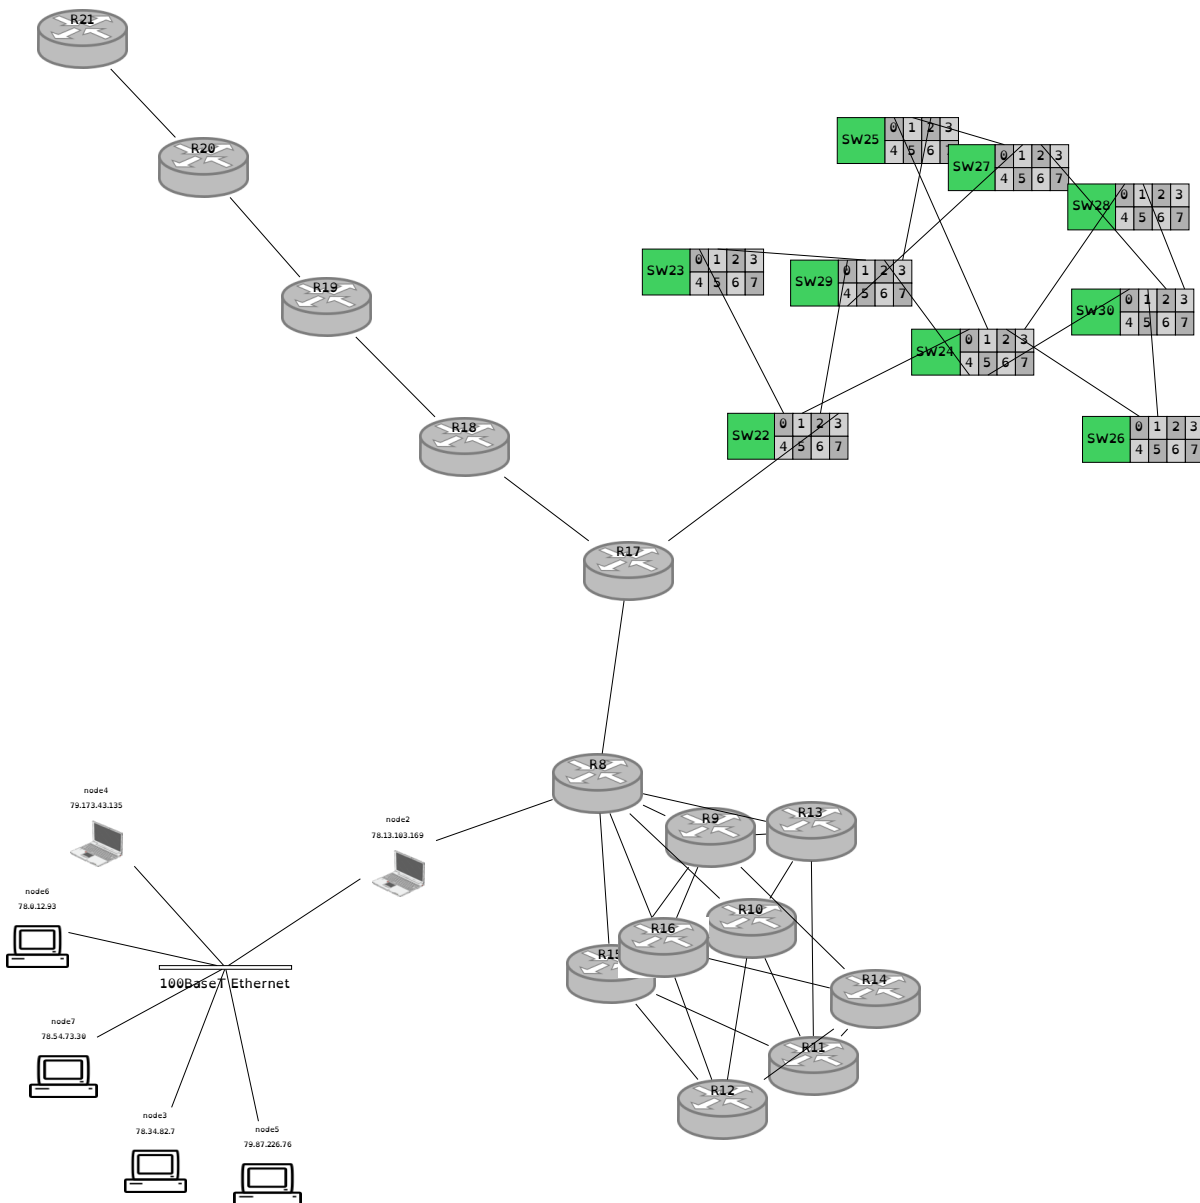 R21
R20
SW25 0 1 2 3
4 5 6 7
SW27 0 1 2 3
4 5 6 7
SW28 0 1 2 3
4 5 6 7
SW23 0 1 2 3
4 5 6 7
SW29 0 1 2 3
4 5 6 7
R19
SW30 0 1 2 3
4 5 6 7
SW24 0 1 2 3
4 5 6 7
R18
SW22 0 1 2 3
4 5 6 7
SW26 0 1 2 3
4 5 6 7
R17
R8
node4
79.173.43.135
node2
78.13.103.169
R9
R13
node6
78.0.12.93
R10
R16
R15
R14
100BaseT Ethernet
node7
78.54.73.30
R11
R12
node3
78.34.82.7
node5
79.87.226.76